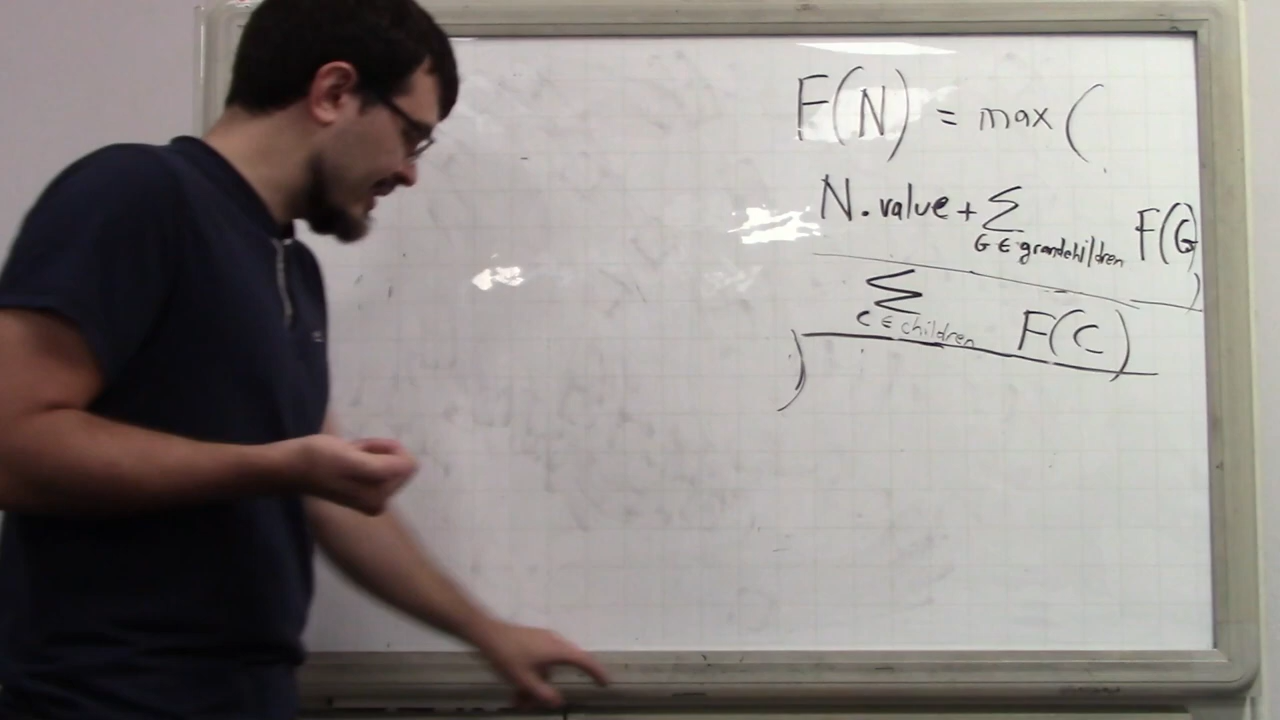 F(N) = max (
N.value + Σ G ∈ grandchildren F(G)
Σ C ∈ children F(C)
)